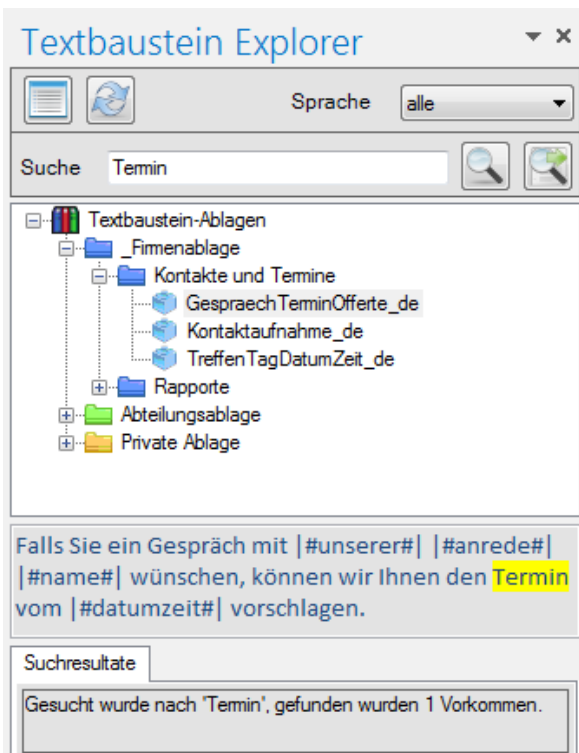 Textbaustein Explorer
Sprache alle
Suche Termin
Textbaustein-Ablagen
_Firmenablage
Kontakte und Termine
GespraechTerminOfferte_de
Kontaktaufnahme_de
TreffenTagDatumZeit_de
Rapporte
Abteilungsablage
Private Ablage
Falls Sie ein Gespräch mit |#unserer#| |#anrede#|
|#name#| wünschen, können wir Ihnen den Termin
vom |#datumzeit#| vorschlagen.
Suchresultate
Gesucht wurde nach 'Termin', gefunden wurden 1 Vorkommen.